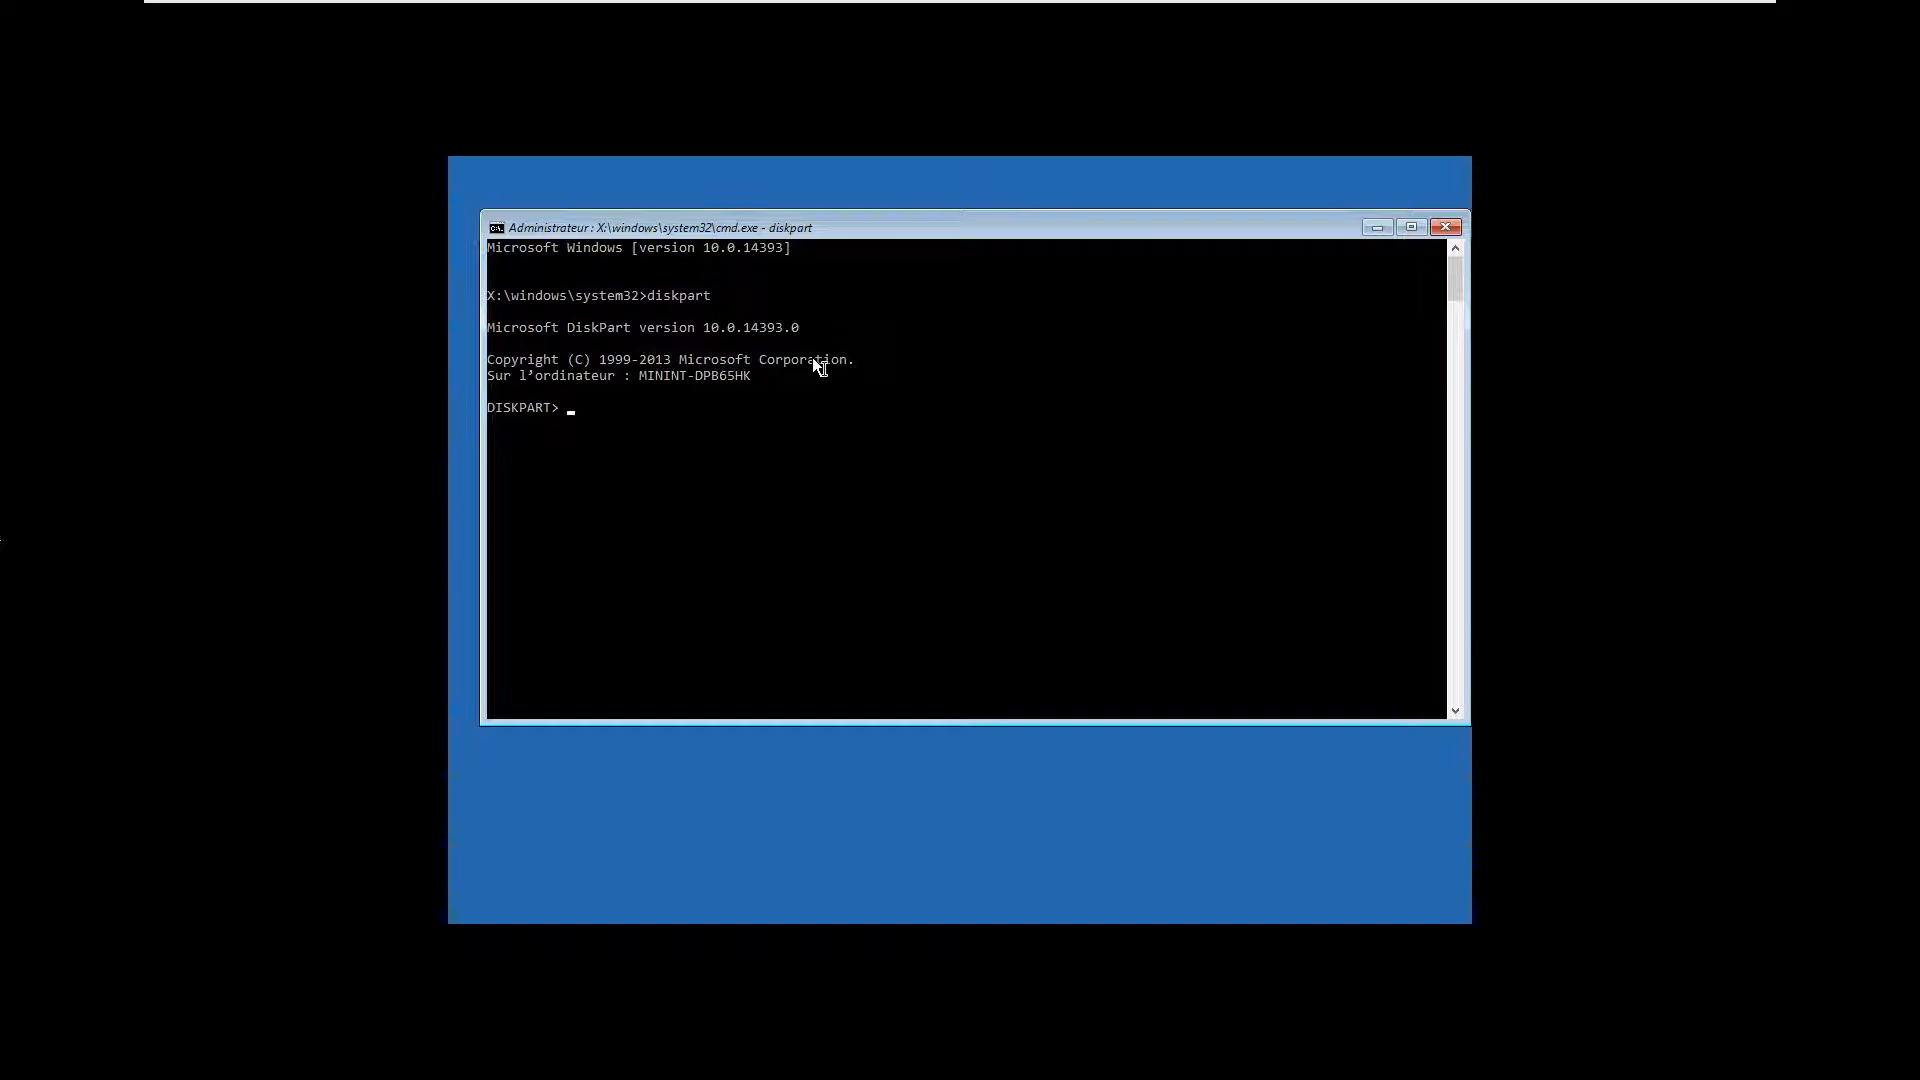 Administrateur : X:\windows\system32\cmd.exe - diskpart
Microsoft Windows [version 10.0.14393]
X:\windows\system32>diskpart
Microsoft DiskPart version 10.0.14393.0
Copyright (C) 1999-2013 Microsoft Corporation.
Sur l’ordinateur : MININT-DPB65HK
DISKPART>